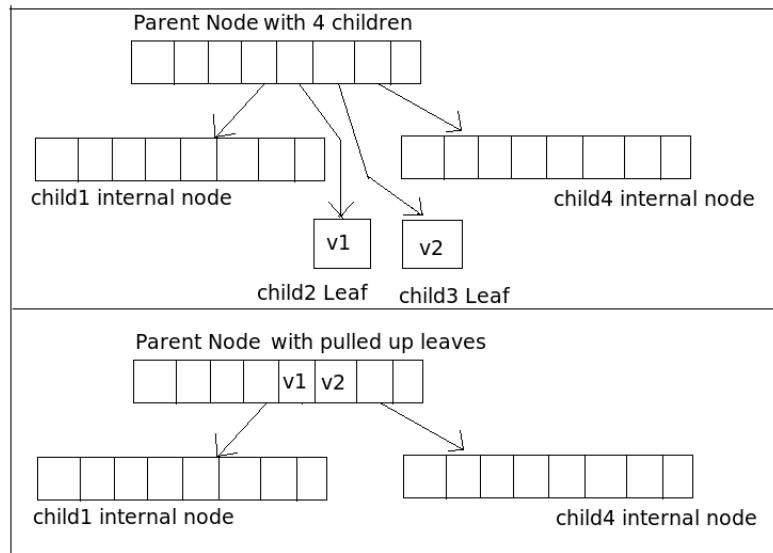 Parent Node with 4 children
child1 internal node
child4 internal node
v1
v2
child2 Leaf
child3 Leaf
Parent Node with pulled up leaves
v1
v2
child1 internal node
child4 internal node